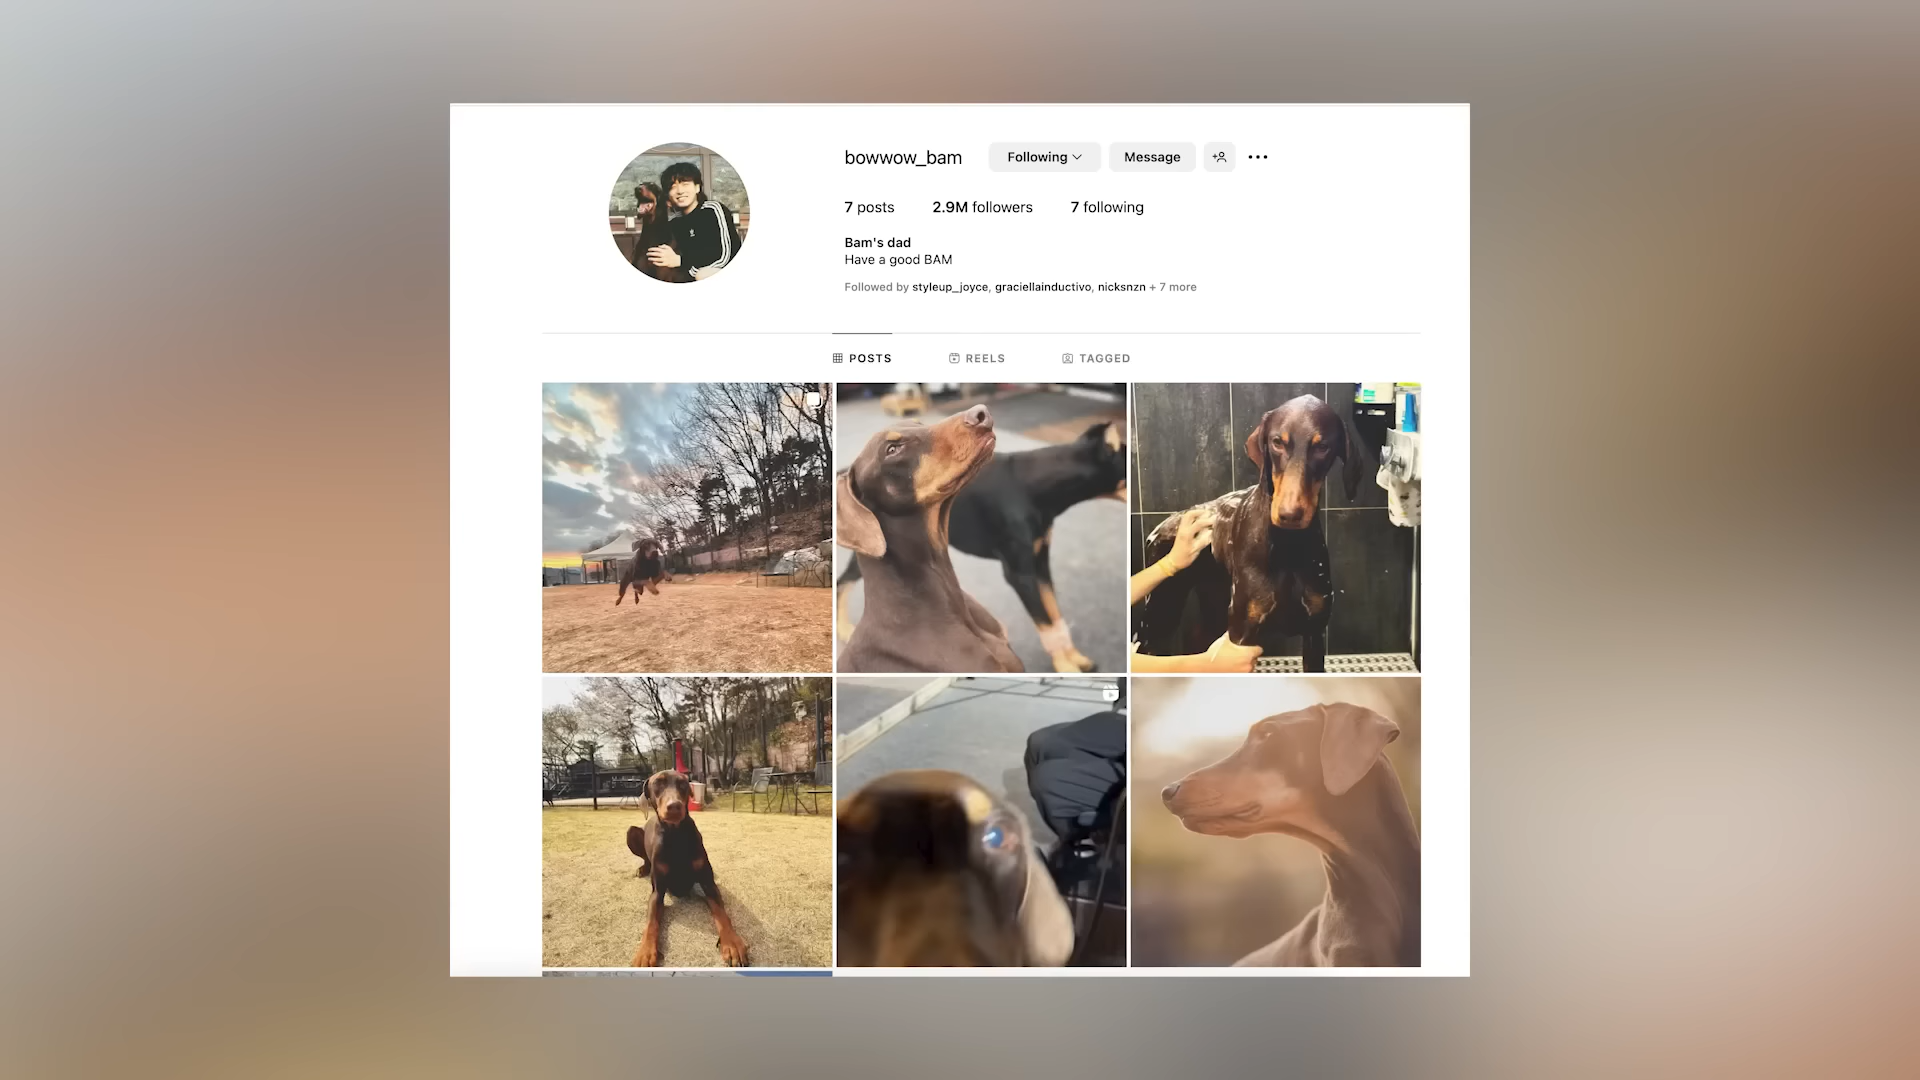 bowwow_bam Following Message
7 posts 2.9M followers 7 following
Bam's dad
Have a good BAM
Followed by styleup_joyce, graciellainductivo, nicksnzn + 7 more
POSTS REELS TAGGED